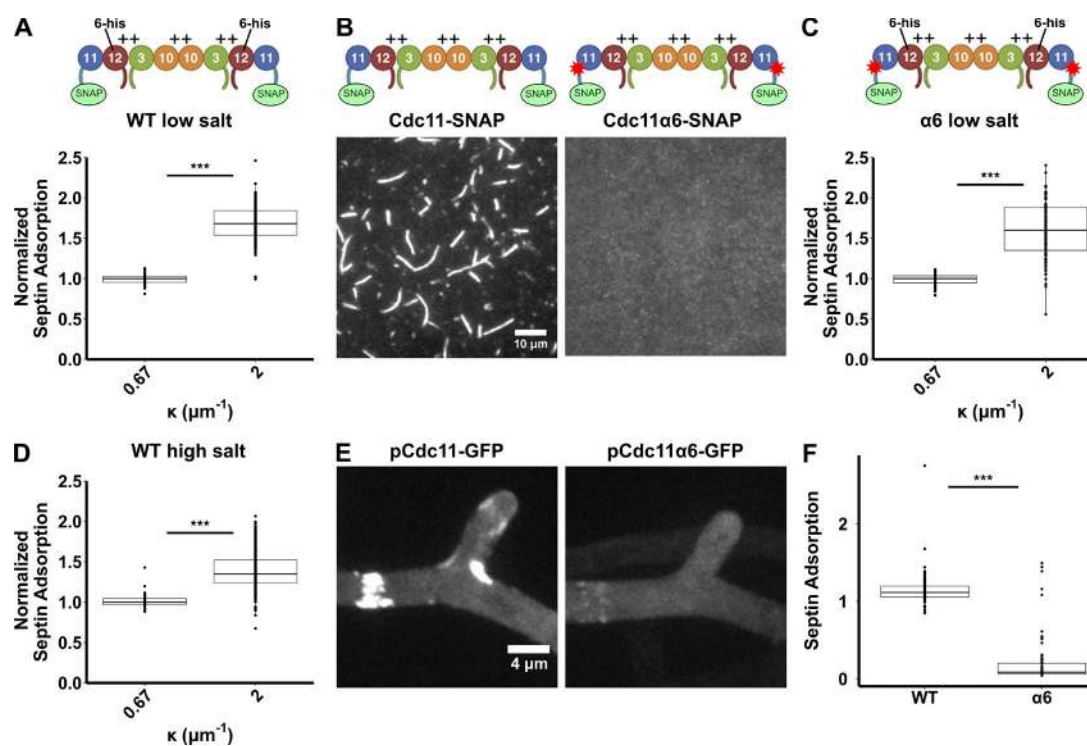 A
6-his
6-his
++ ++ ++
11 12 3 10 10 3 12 11
SNAP
SNAP
WT low salt
Normalized
Septin Adsorption
2.5
2.0
1.5
1.0
0.5
0.0
***
0.67
2
κ (µm⁻¹)
B
++ ++ ++
11 12 3 10 10 3 12 11
SNAP
SNAP
Cdc11-SNAP
10 µm
++ ++ ++
11 12 3 10 10 3 12 11
SNAP
SNAP
Cdc11α6-SNAP
C
6-his
6-his
++ ++ ++
11 12 3 10 10 3 12 11
SNAP
SNAP
α6 low salt
Normalized
Septin Adsorption
2.5
2.0
1.5
1.0
0.5
0.0
***
0.67
2
κ (µm⁻¹)
D
WT high salt
Normalized
Septin Adsorption
2.5
2.0
1.5
1.0
0.5
0.0
***
0.67
2
κ (µm⁻¹)
E
pCdc11-GFP
4 µm
pCdc11α6-GFP
F
Septin Adsorption
2
1
0
***
WT
α6